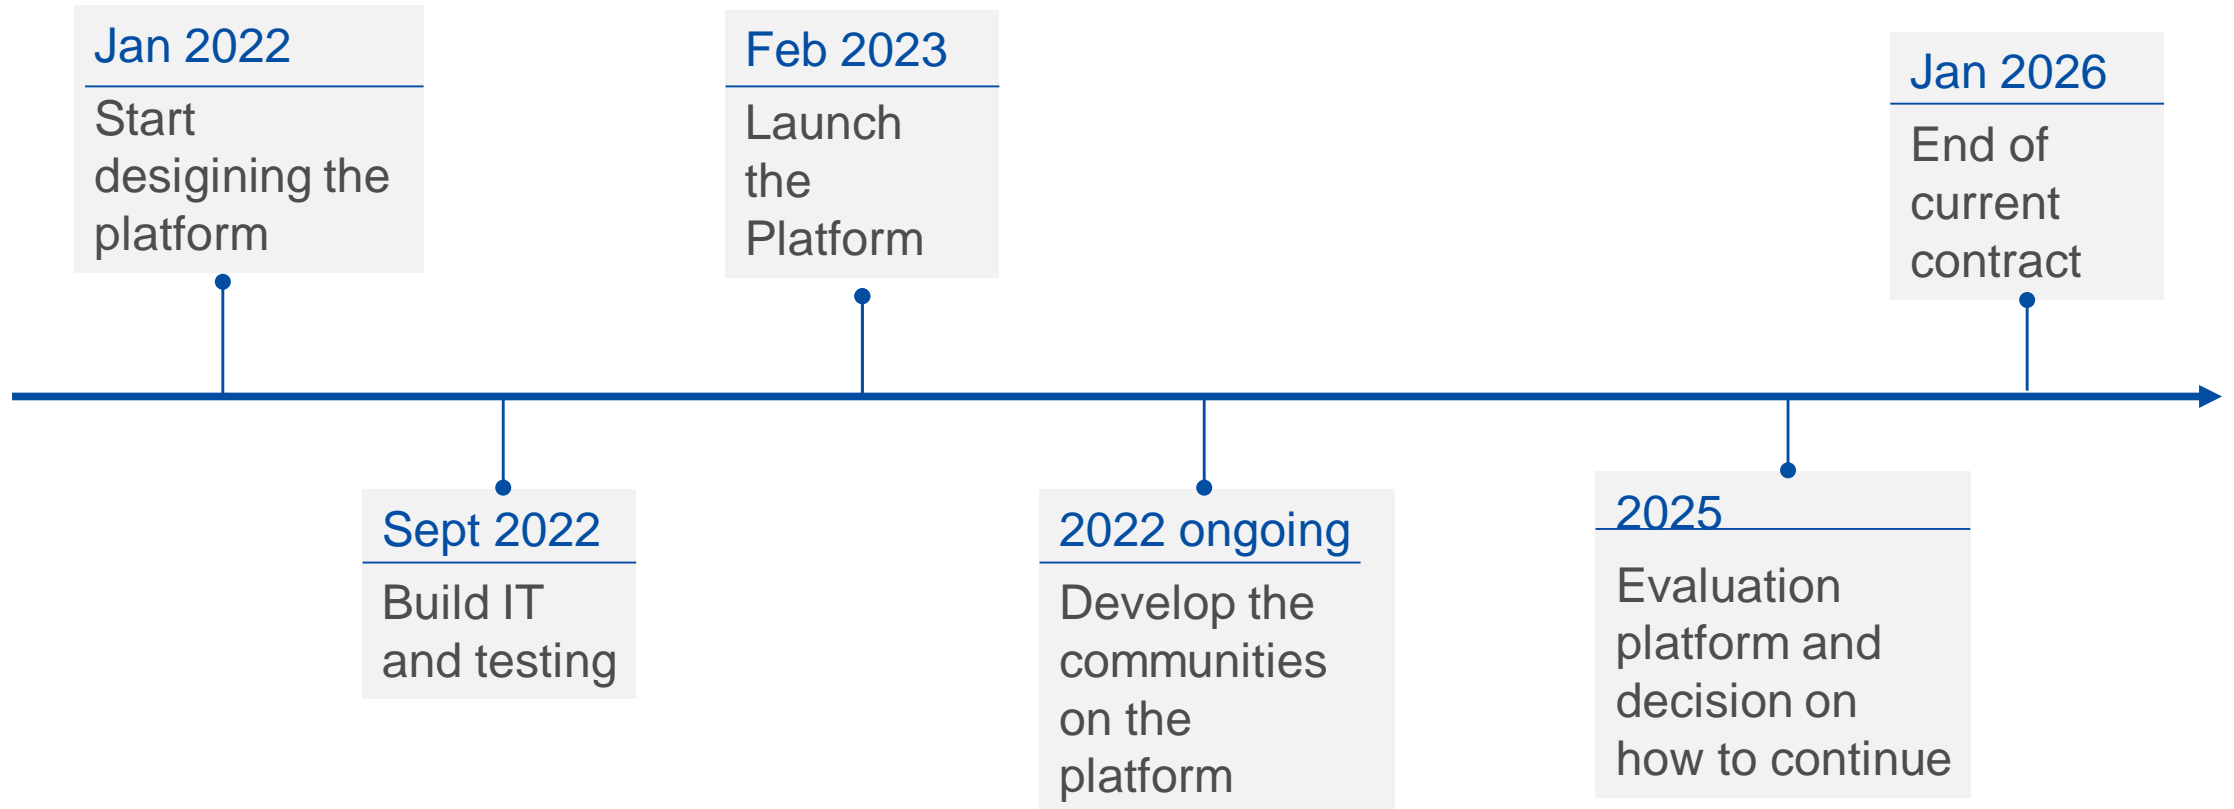 Jan 2022
Start
desigining the
platform
Sept 2022
Build IT
and testing
Feb 2023
Launch
the
Platform
2022 ongoing
Develop the
communities
on the
platform
2025
Evaluation
platform and
decision on
how to continue
Jan 2026
End of
current
contract